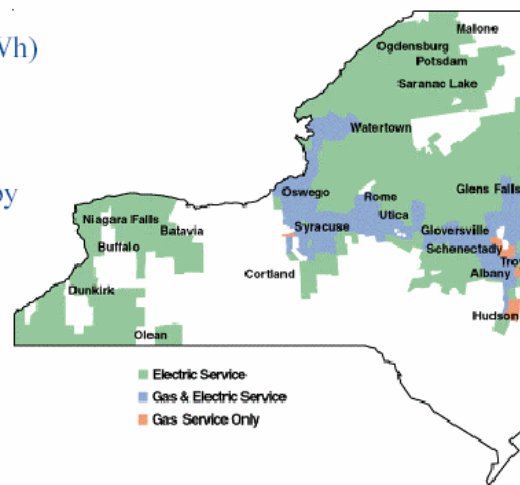 Wh)
by
Malone
Ogdensburg
Potsdam
Saranac Lake
Watertown
Oswego
Rome
Glens Falls
Utica
Niagara Falls
Syracuse
Gloversville
Batavia
Buffalo
Schenectady
Troy
Cortland
Albany
Dunkirk
Hudson
Olean
Electric Service
Gas & Electric Service
Gas Service Only